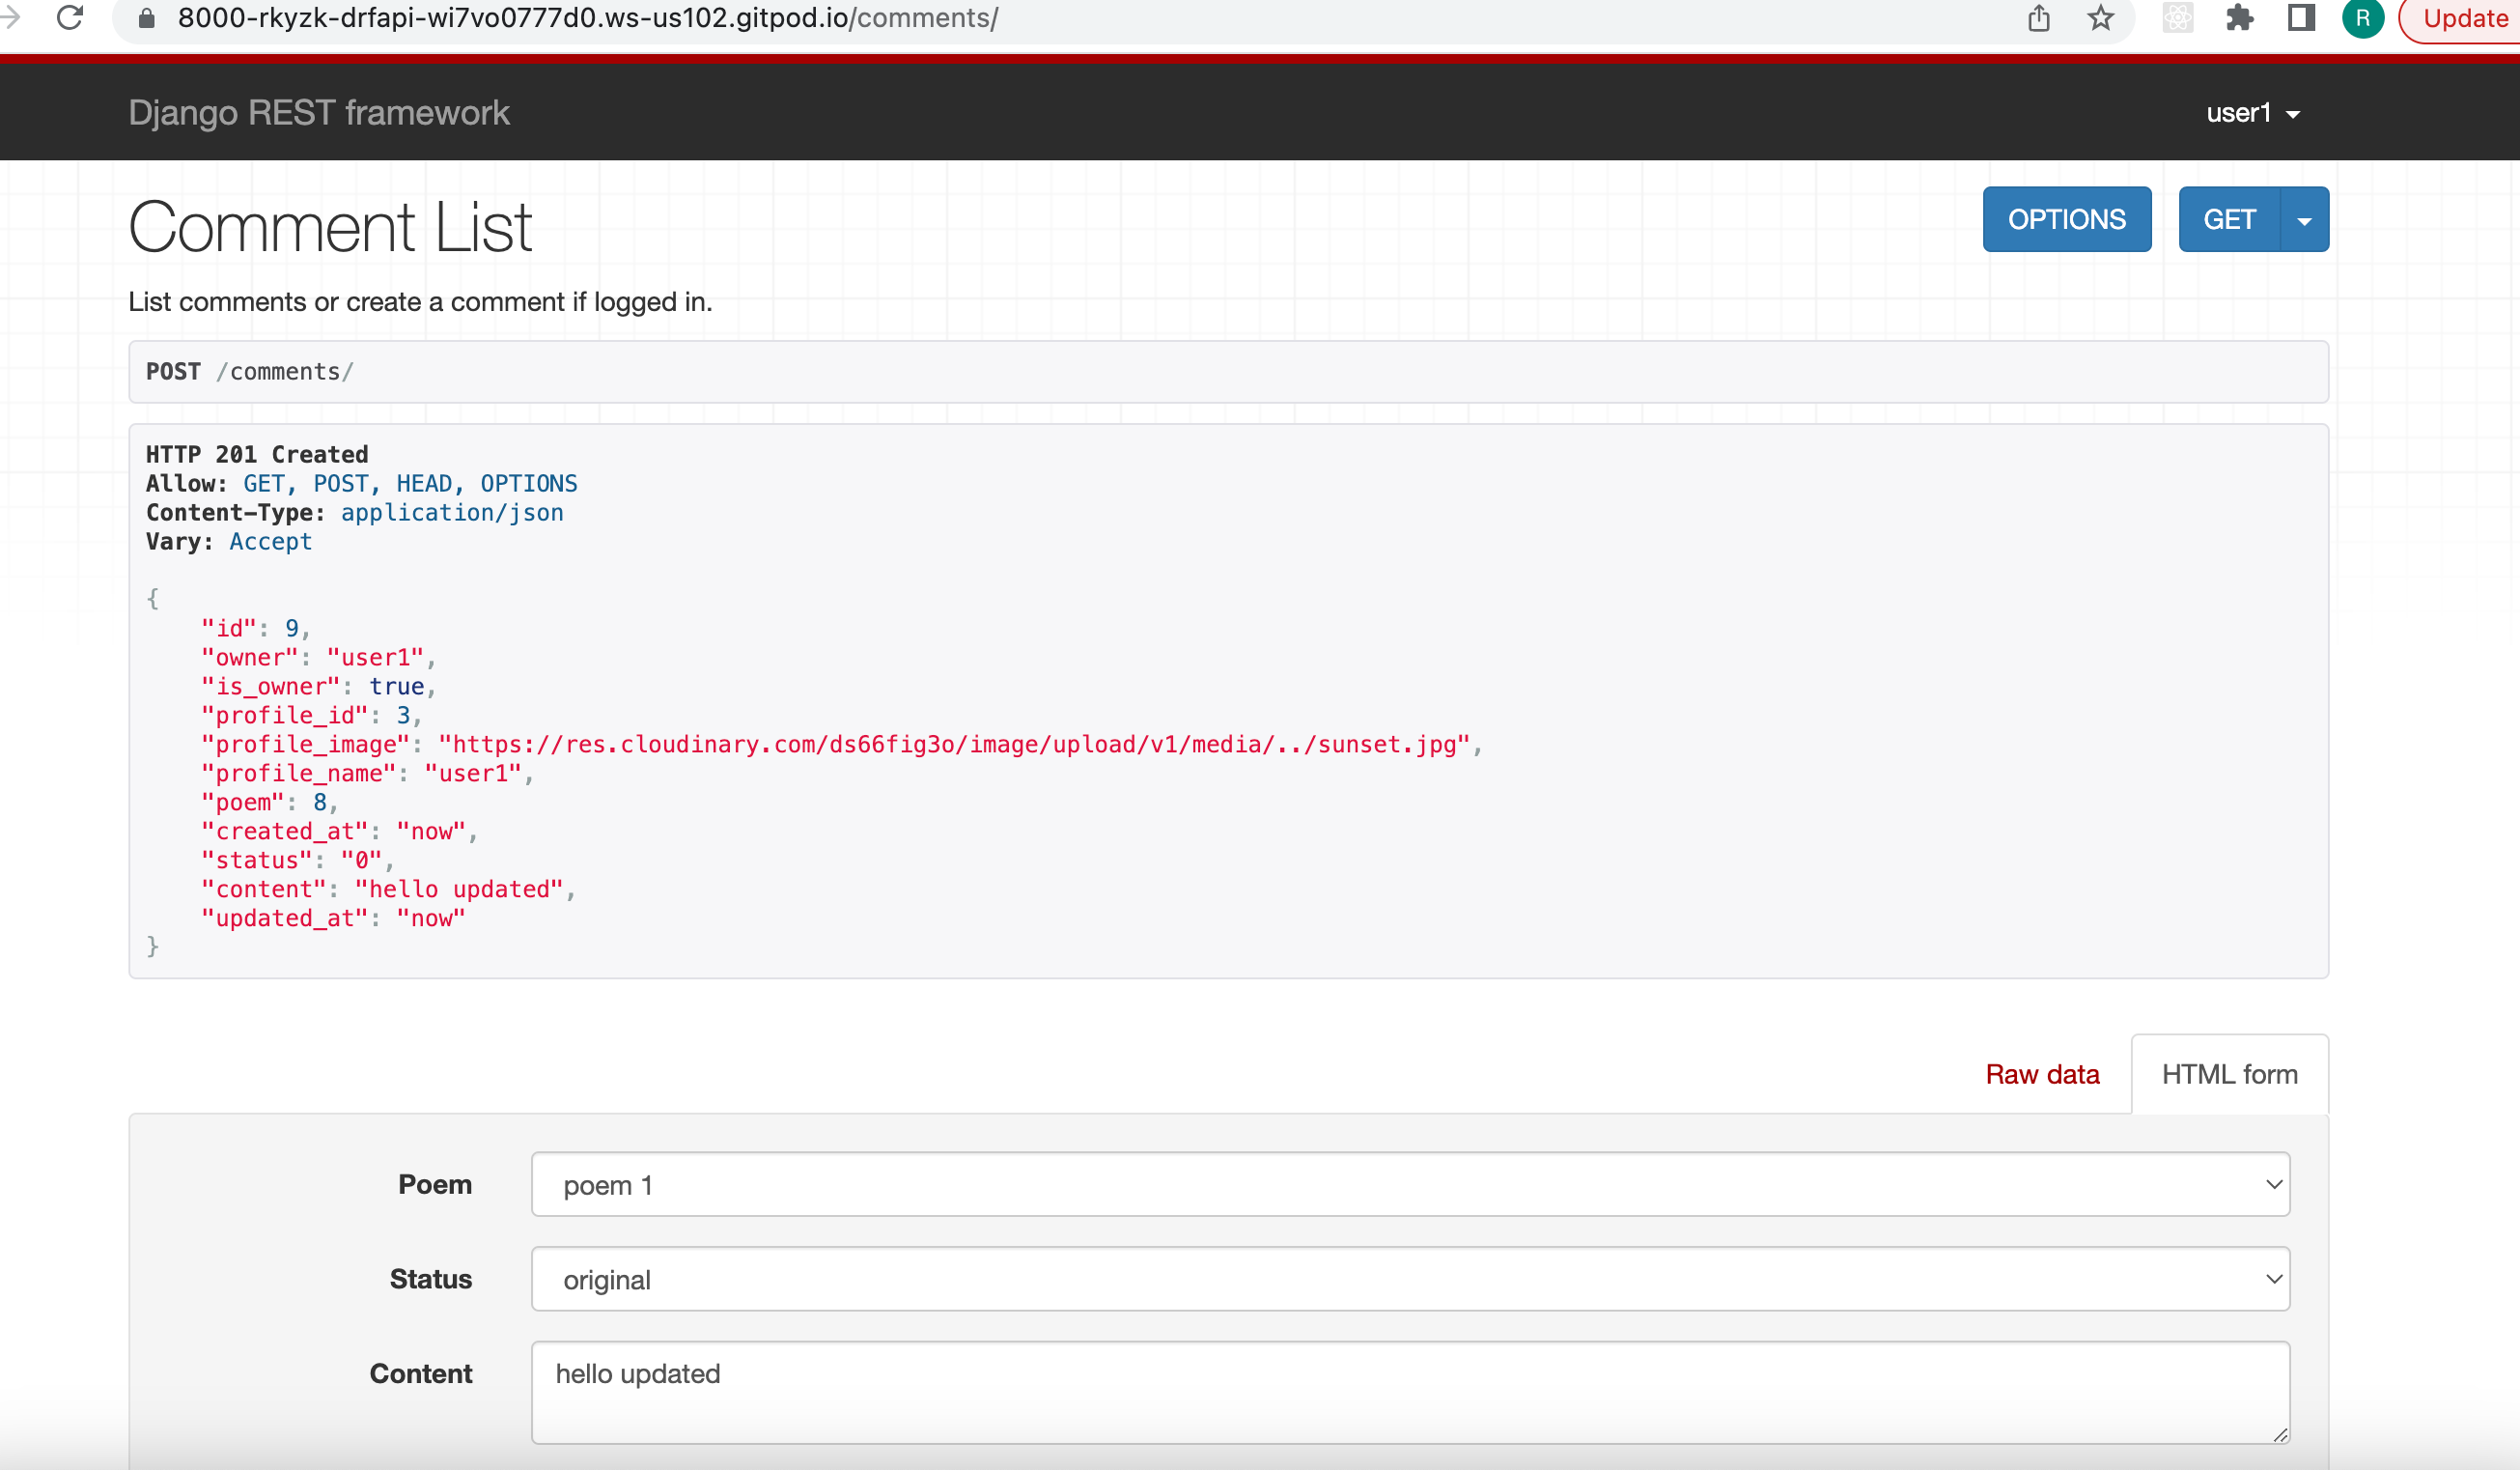 8000-rkyzk-drfapi-wi7vo0777d0.ws-us102.gitpod.io/comments/
R
Update
Django REST framework
user1
Comment List
OPTIONS
GET
List comments or create a comment if logged in.
POST /comments/
HTTP 201 Created
Allow: GET, POST, HEAD, OPTIONS
Content-Type: application/json
Vary: Accept
{
"id": 9,
"owner": "user1",
"is_owner": true,
"profile_id": 3,
"profile_image": "https://res.cloudinary.com/ds66fig3o/image/upload/v1/media/../sunset.jpg",
"profile_name": "user1",
"poem": 8,
"created_at": "now",
"status": "0",
"content": "hello updated",
"updated_at": "now"
}
Raw data
HTML form
Poem
poem 1
Status
original
Content
hello updated